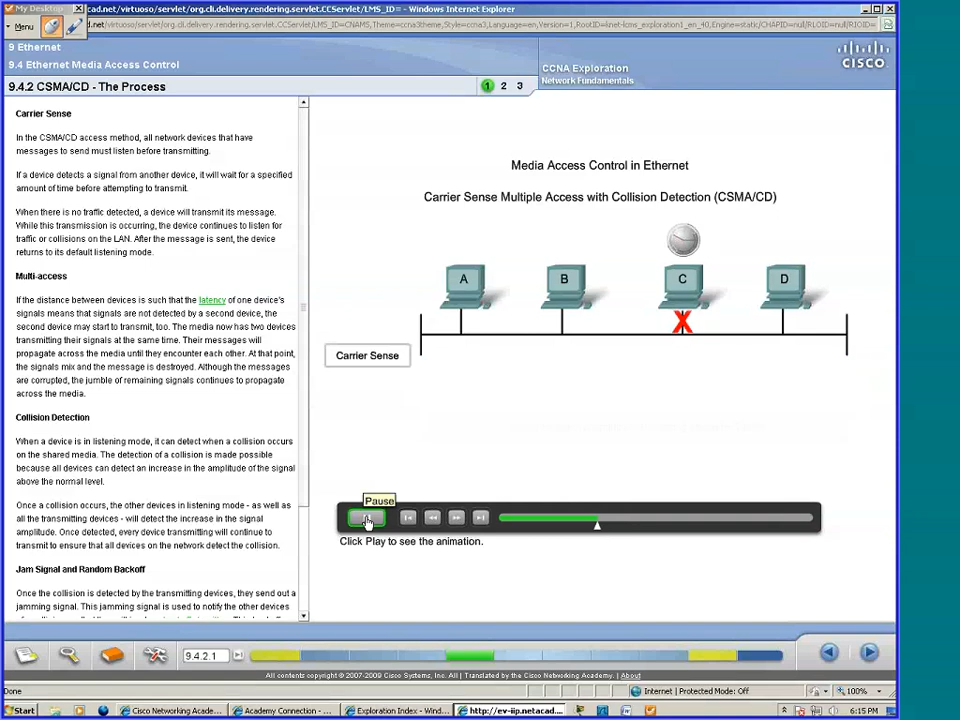 My Desktop
cad.net/virtuoso/servlet/org.cli.delivery.rendering.servlet.CCServlet/LMS_ID= - Windows Internet Explorer
Menu
9 Ethernet
9.4 Ethernet Media Access Control
CCNA Exploration
Network Fundamentals
CISCO
9.4.2 CSMA/CD - The Process
1 2 3
Carrier Sense
In the CSMA/CD access method, all network devices that have
messages to send must listen before transmitting.
If a device detects a signal from another device, it will wait for a specified
amount of time before attempting to transmit.
When there is no traffic detected, a device will transmit its message.
While this transmission is occurring, the device continues to listen for
traffic or collisions on the LAN. After the message is sent, the device
returns to its default listening mode.
Multi-access
If the distance between devices is such that the latency of one device's
signals means that signals are not detected by a second device, the
second device may start to transmit, too. The media now has two devices
transmitting their signals at the same time. Their messages will
propagate across the media until they encounter each other. At that point,
the signals mix and the message is destroyed. Although the messages
are corrupted, the jumble of remaining signals continues to propagate
across the media.
Collision Detection
When a device is in listening mode, it can detect when a collision occurs
on the shared media. The detection of a collision is made possible
because all devices can detect an increase in the amplitude of the signal
above the normal level.
Once a collision occurs, the other devices in listening mode - as well as
all the transmitting devices - will detect the increase in the signal
amplitude. Once detected, every device transmitting will continue to
transmit to ensure that all devices on the network detect the collision.
Jam Signal and Random Backoff
Once the collision is detected by the transmitting devices, they send out a
jamming signal. This jamming signal is used to notify the other devices
Media Access Control in Ethernet
Carrier Sense Multiple Access with Collision Detection (CSMA/CD)
A B C D
X
Carrier Sense
Pause
Click Play to see the animation.
9.4.2.1
All contents copyright © 2007-2009 Cisco Systems, Inc. All | Translated by the Cisco Networking Academy. | About
Done
Internet | Protected Mode: Off
100%
Start
Cisco Networking Acade...
Academy Connection - ...
Exploration Index - Wind...
http://ev-iip.netacad....
6:15 PM